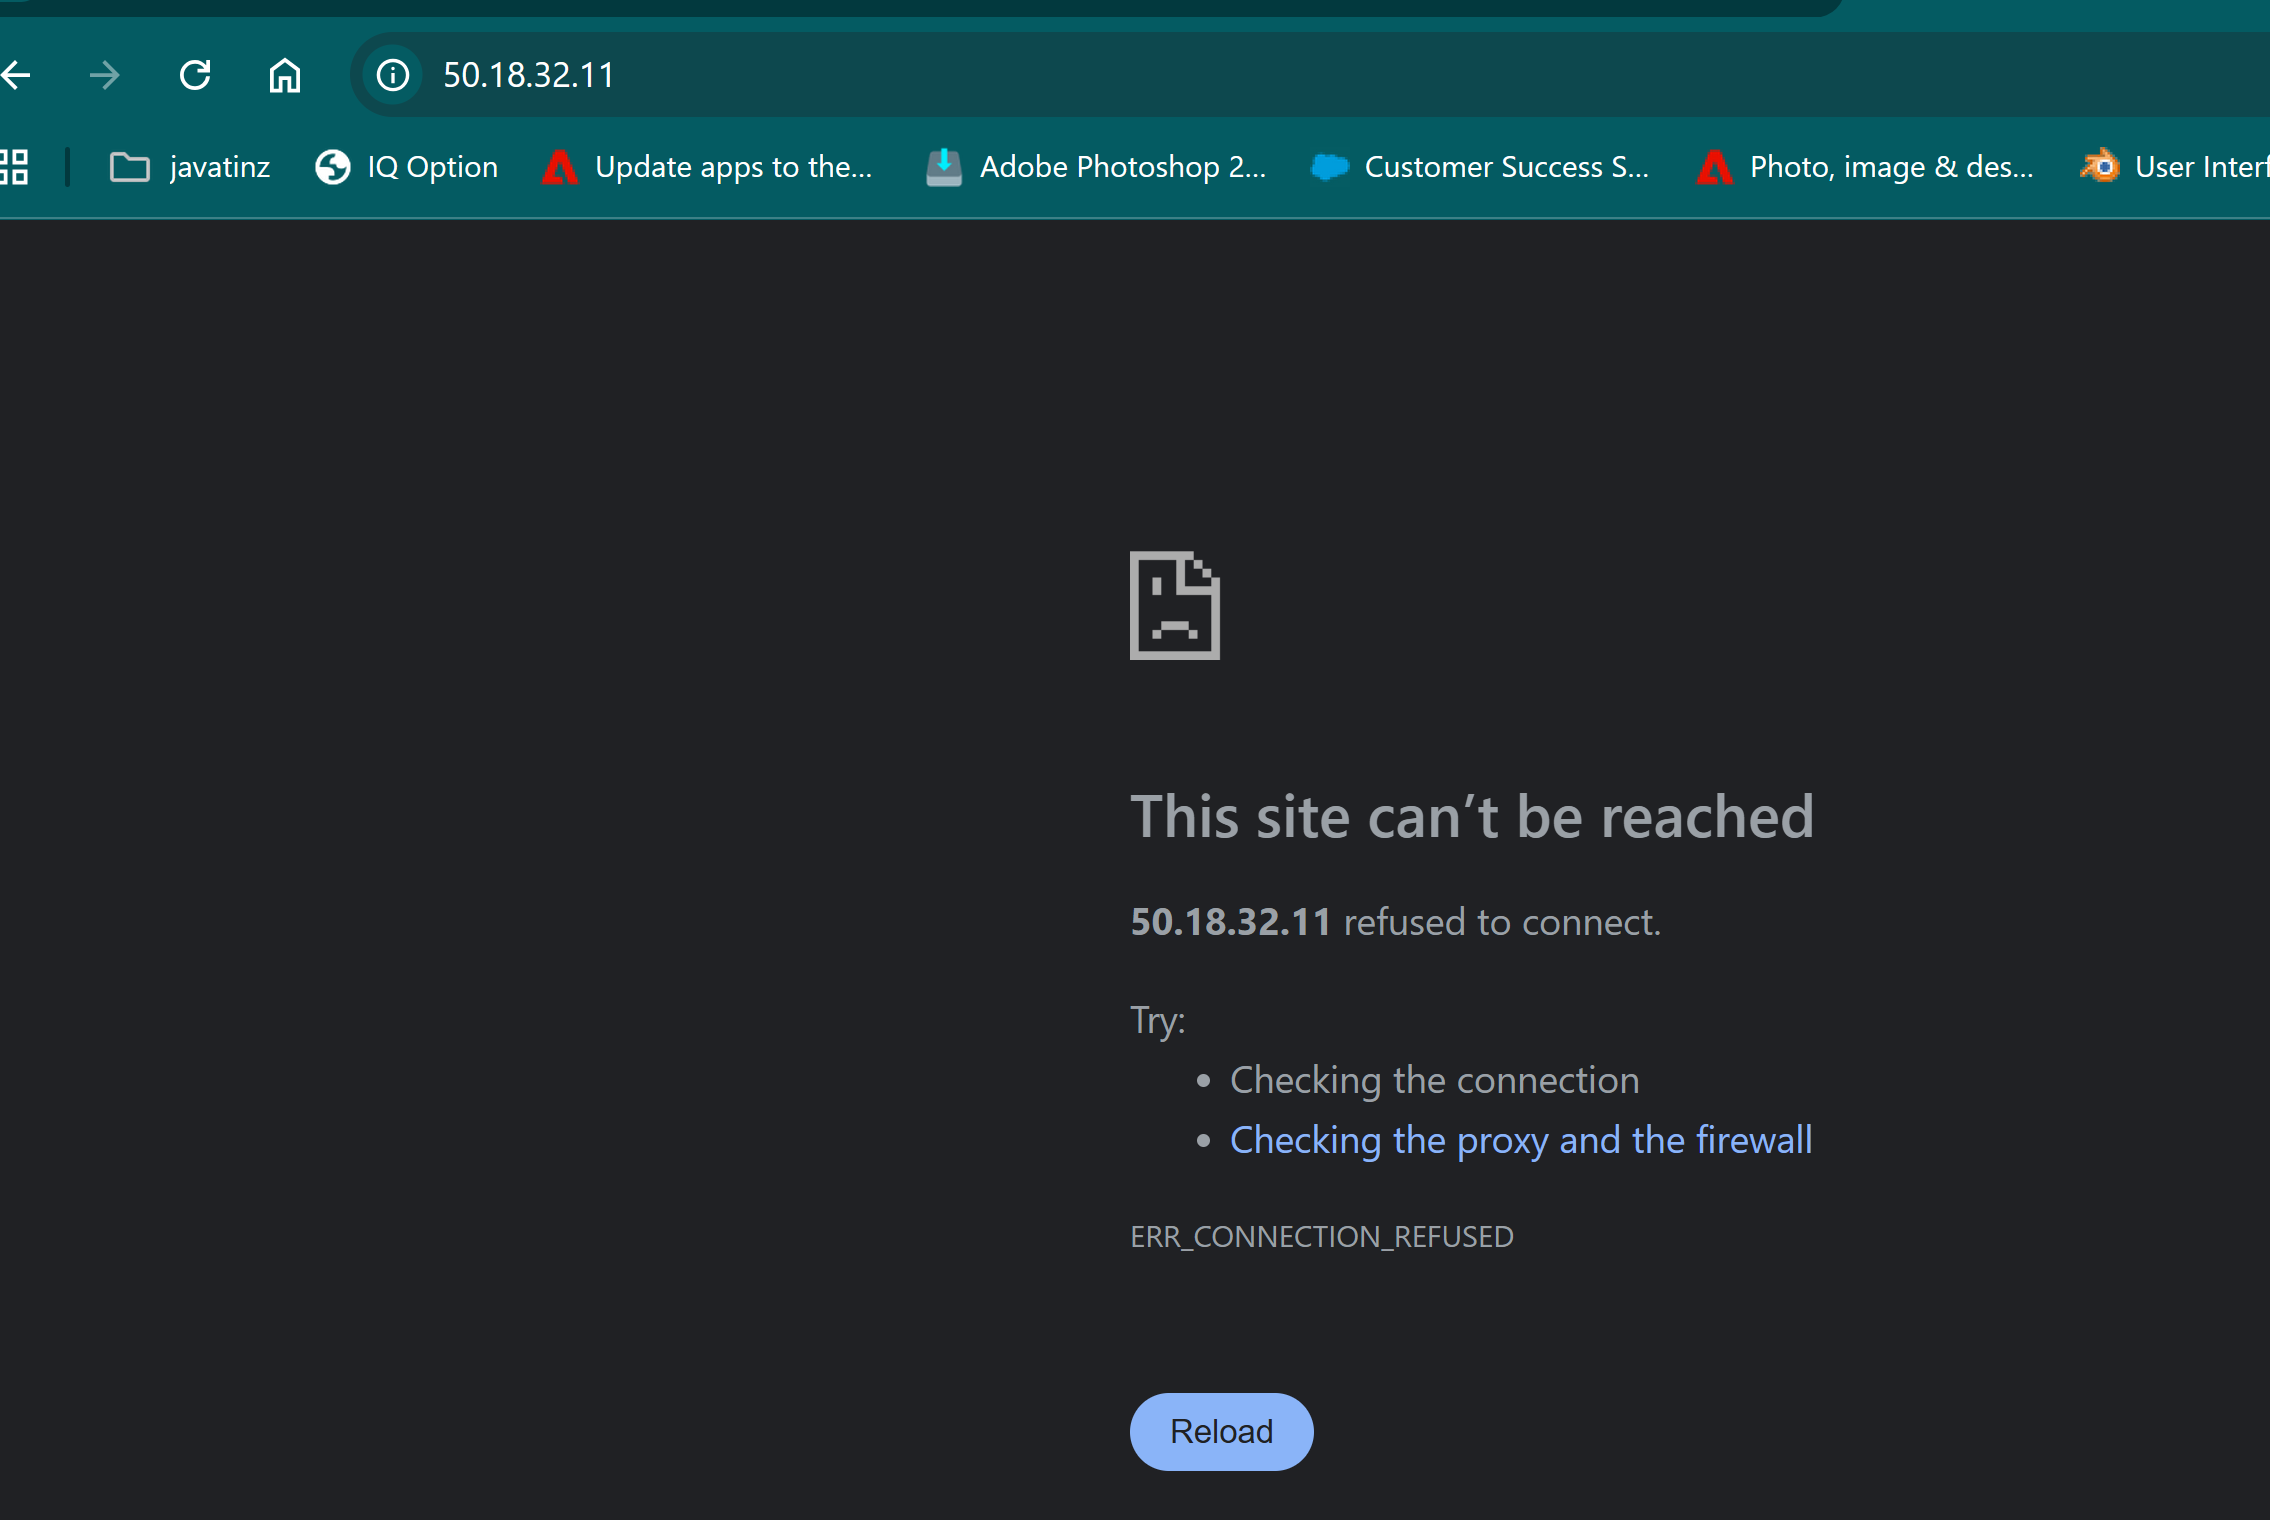 50.18.32.11
javatinz IQ Option Update apps to the... Adobe Photoshop 2... Customer Success S... Photo, image & des... User Interf
This site can’t be reached
50.18.32.11 refused to connect.
Try:
• Checking the connection
• Checking the proxy and the firewall
ERR_CONNECTION_REFUSED
Reload